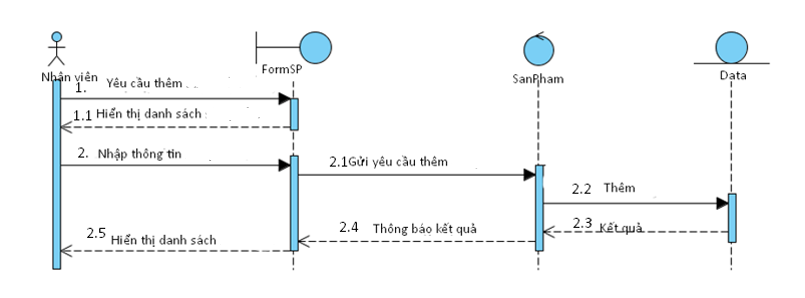 Nhân viên
FormSP
SanPham
Data
1. Yêu cầu thêm
1.1 Hiển thị danh sách
2. Nhập thông tin
2.1Gửi yêu cầu thêm
2.2 Thêm
2.3 Kết quả
2.4 Thông báo kết quả
2.5 Hiển thị danh sách